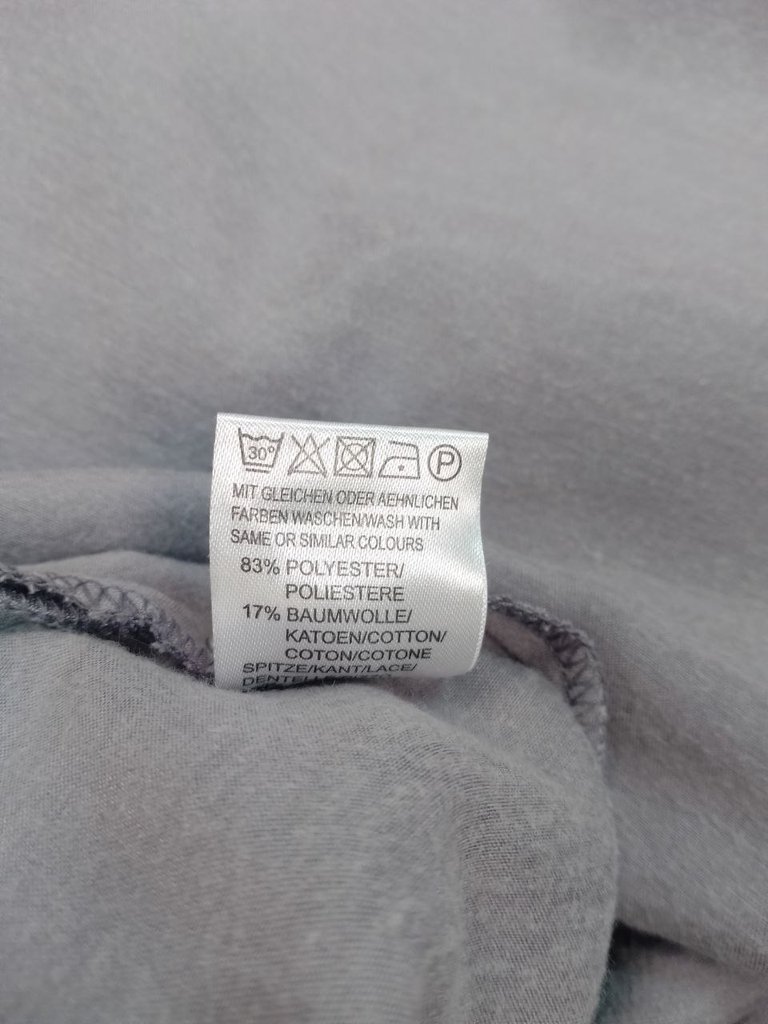 30° P
MIT GLEICHEN ODER AEHNLICHEN
FARBEN WASCHEN/WASH WITH
SAME OR SIMILAR COLOURS
83% POLYESTER/
POLIESTERE
17% BAUMWOLLE/
KATOEN/COTTON/
COTON/COTONE
SPITZE/KANT/LACE/